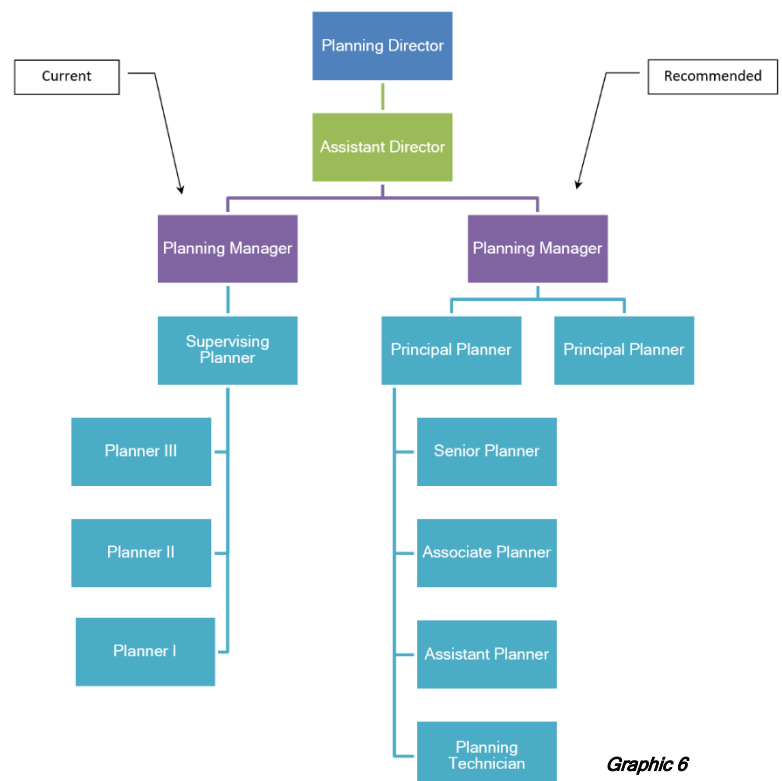 Planning Director
Current
Recommended
Assistant Director
Planning Manager
Planning Manager
Supervising
Planner
Principal Planner
Principal Planner
Planner III
Senior Planner
Planner II
Associate Planner
Planner I
Assistant Planner
Planning
Technician
Graphic 6